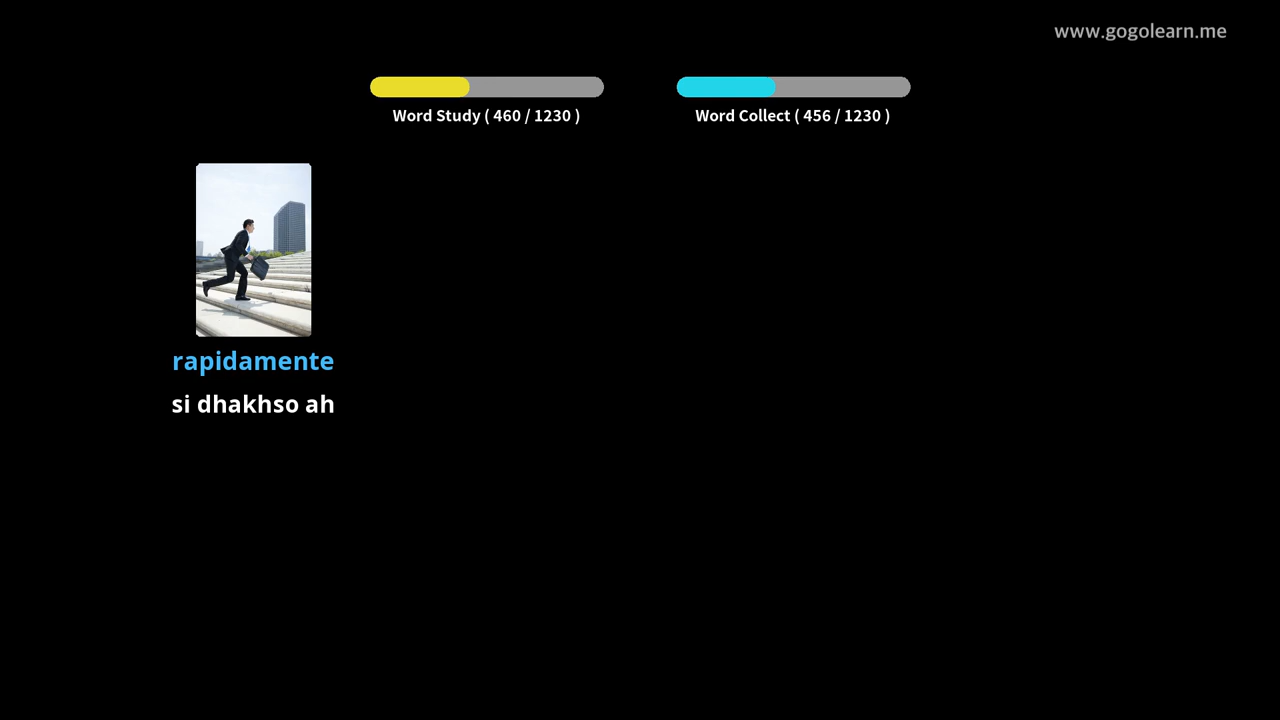 www.gogolearn.me
Word Study ( 460 / 1230 )
Word Collect ( 456 / 1230 )
rapidamente
si dhakhso ah